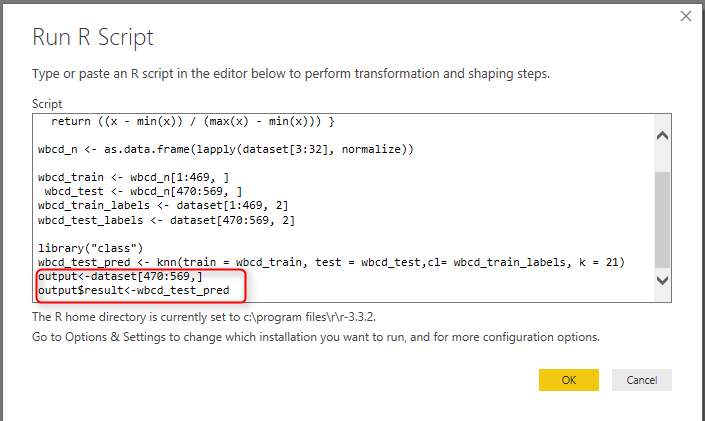 Run R Script
Type or paste an R script in the editor below to perform transformation and shaping steps.
Script
return ((x - min(x)) / (max(x) - min(x))) }
wbcd_n <- as.data.frame(lapply(dataset[3:32], normalize))
wbcd_train <- wbcd_n[1:469, ]
wbcd_test <- wbcd_n[470:569, ]
wbcd_train_labels <- dataset[1:469, 2]
wbcd_test_labels <- dataset[470:569, 2]
library("class")
wbcd_test_pred <- knn(train = wbcd_train, test = wbcd_test,cl= wbcd_train_labels, k = 21)
output<-dataset[470:569,]
output$result<-wbcd_test_pred
The R home directory is currently set to c:\program files\r\r-3.3.2.
Go to Options & Settings to change which installation you want to run, and for more configuration options.
OK
Cancel